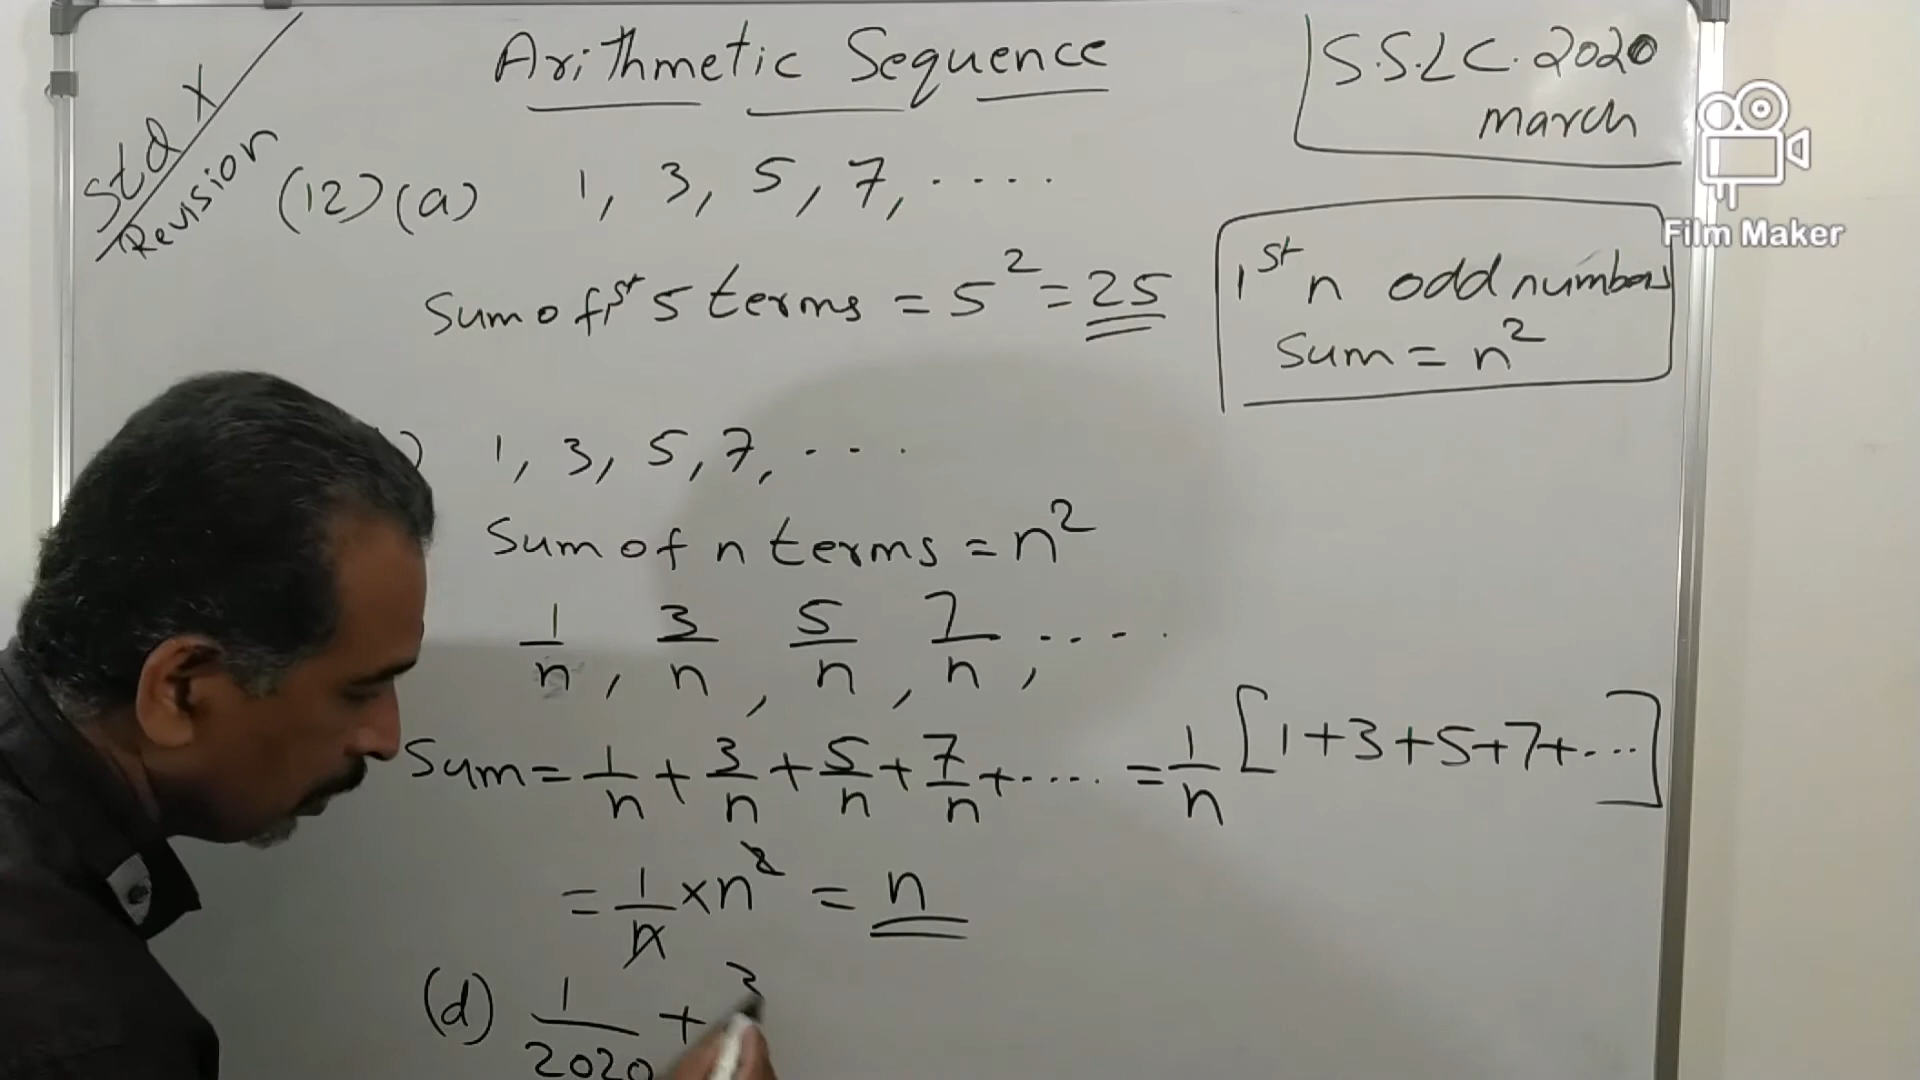 Std X
Revision
Arithmetic Sequence
S.S.L.C. 2020
march
(12) (a) 1, 3, 5, 7, ....
Sum of 1st 5 terms = 5² = 25
1st n odd numbers
Sum = n²
Film Maker
) 1, 3, 5, 7, ...
Sum of n terms = n²
1/n, 3/n, 5/n, 7/n, ....
Sum = 1/n + 3/n + 5/n + 7/n + .... = 1/n [1+3+5+7+...]
= 1/n × n² = n
(d) 1/2020 + 3